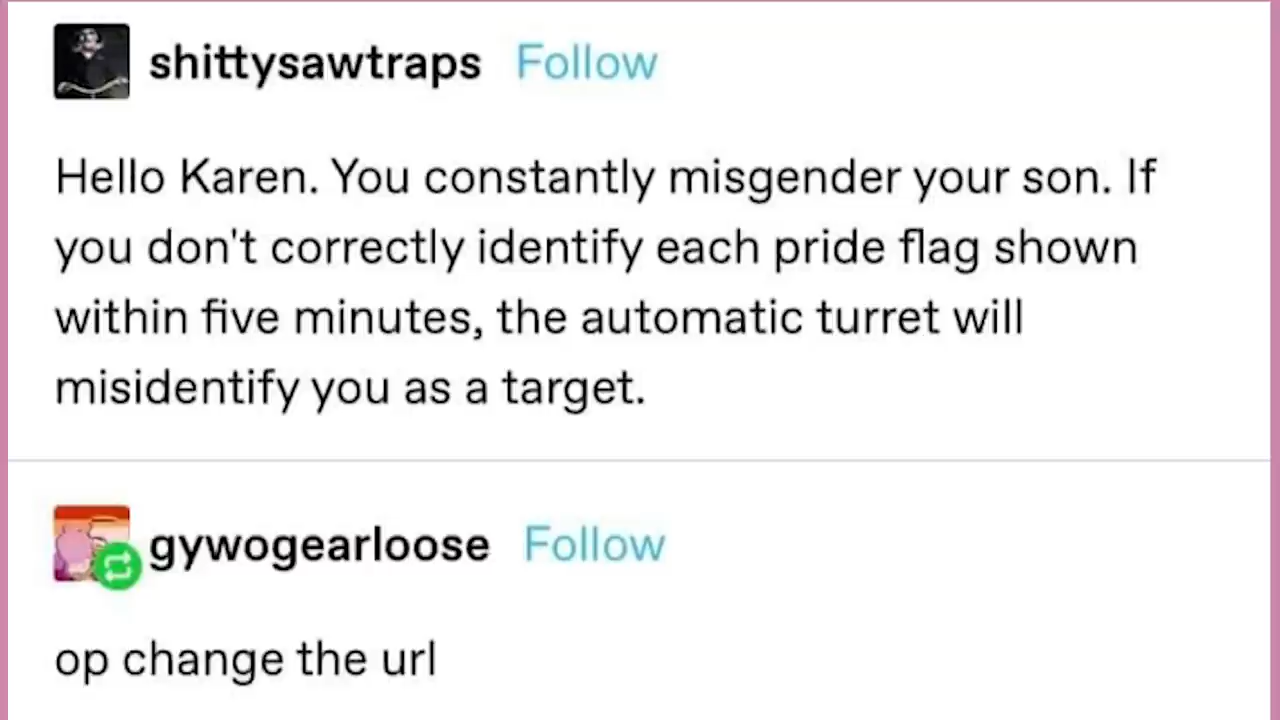 shittysawtraps Follow
Hello Karen. You constantly misgender your son. If
you don't correctly identify each pride flag shown
within five minutes, the automatic turret will
misidentify you as a target.
gywogearloose Follow
op change the url